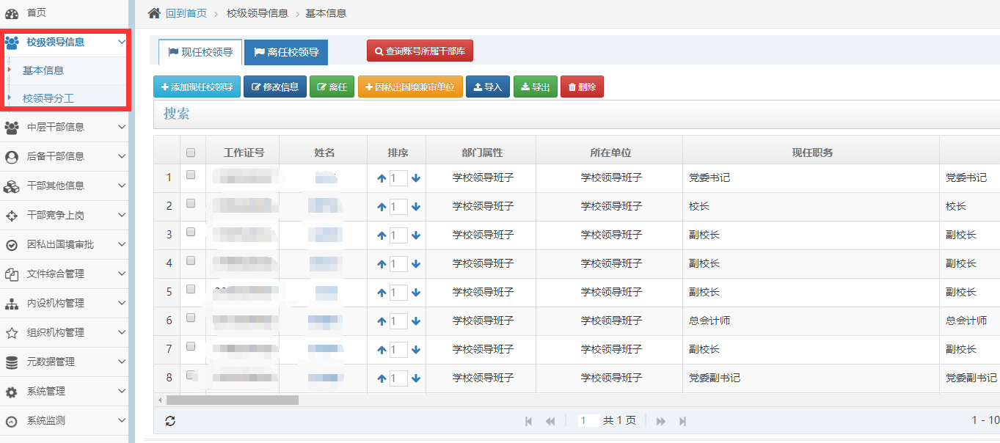 首页
校级领导信息
基本信息
校领导分工
中层干部信息
后备干部信息
干部其他信息
干部竞争上岗
因私出国境审批
文件综合管理
内设机构管理
组织机构管理
元数据管理
系统管理
系统监测
回到首页 > 校级领导信息 > 基本信息
现任校领导 离任校领导 查询账号所属干部库
添加现任校领导 修改信息 离任 因私出国境兼审单位 导入 导出 删除
搜索
工作证号 姓名 排序 部门属性 所在单位 现任职务
1 1 学校领导班子 学校领导班子 党委书记 党委书记
2 1 学校领导班子 学校领导班子 校长 校长
3 1 学校领导班子 学校领导班子 副校长 副校长
4 1 学校领导班子 学校领导班子 副校长 副校长
5 1 学校领导班子 学校领导班子 副校长 副校长
6 1 学校领导班子 学校领导班子 总会计师 总会计师
7 1 学校领导班子 学校领导班子 副校长 副校长
8 1 学校领导班子 学校领导班子 党委副书记 党委副书记
1 共 1 页 1 - 10